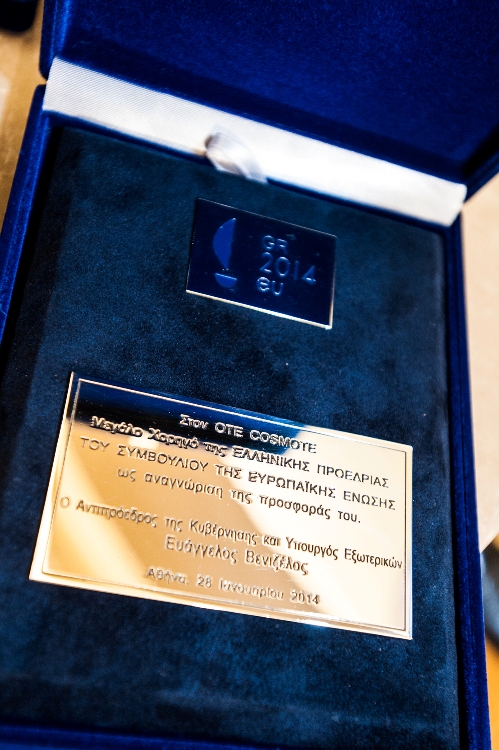 GR
2014
eu
Στον OTE COSMOTE
Μεγάλο Χορηγό της ΕΛΛΗΝΙΚΗΣ ΠΡΟΕΔΡΙΑΣ
ΤΟΥ ΣΥΜΒΟΥΛΙΟΥ ΤΗΣ ΕΥΡΩΠΑΪΚΗΣ ΕΝΩΣΗΣ
ως αναγνώριση της προσφοράς του.
Ο Αντιπρόεδρος της Κυβέρνησης και Υπουργός Εξωτερικών
Ευάγγελος Βενιζέλος
Αθήνα, 28 Ιανουαρίου 2014